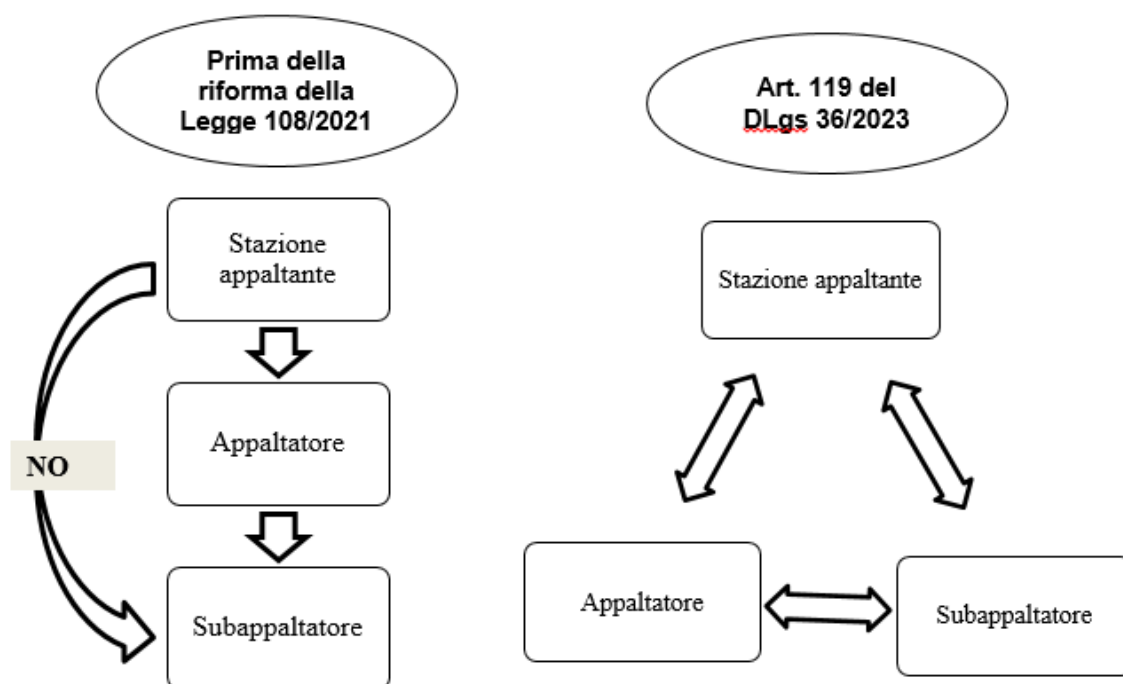 Prima della
riforma della
Legge 108/2021
Stazione
appaltante
Appaltatore
NO
Subappaltatore
Art. 119 del
DLgs 36/2023
Stazione appaltante
Appaltatore
Subappaltatore